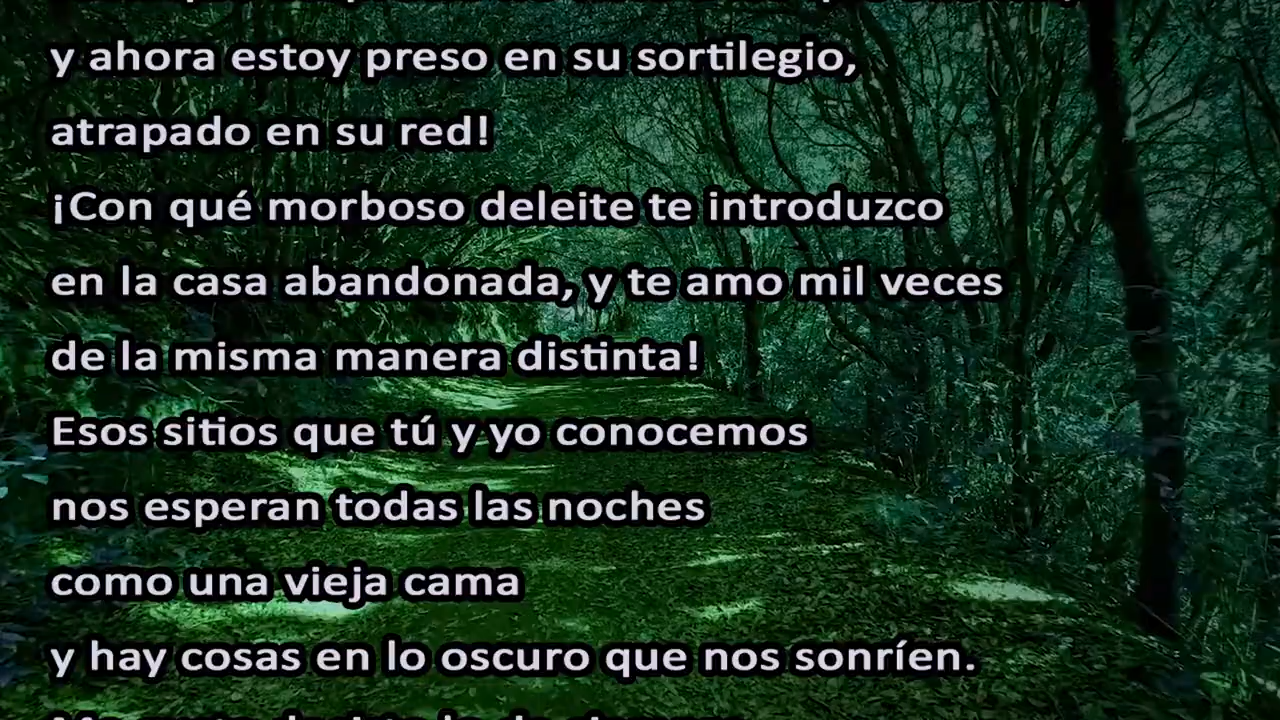 y ahora estoy preso en su sortilegio,
atrapado en su red!
¡Con qué morboso deleite te introduzco
en la casa abandonada, y te amo mil veces
de la misma manera distinta!
Esos sitios que tú y yo conocemos
nos esperan todas las noches
como una vieja cama
y hay cosas en lo oscuro que nos sonríen.